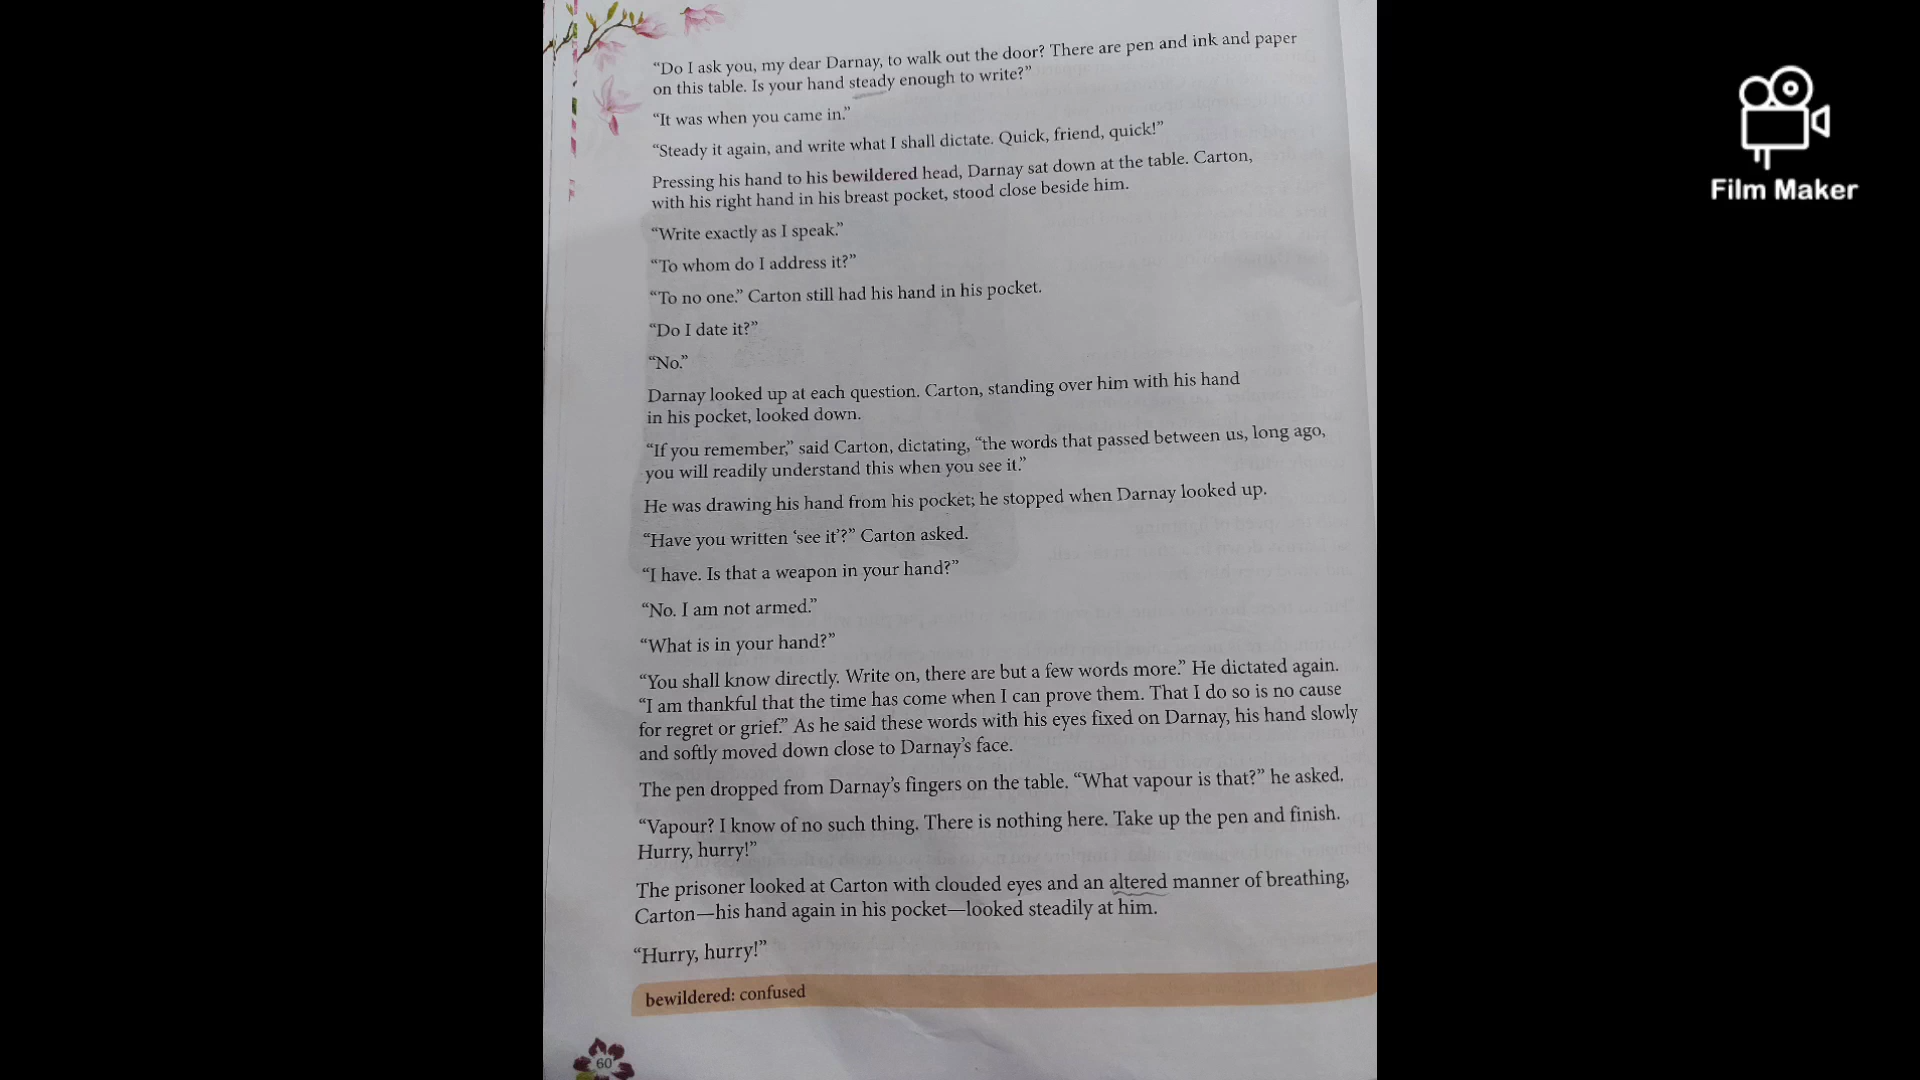 “Do I ask you, my dear Darnay, to walk out the door? There are pen and ink and paper
on this table. Is your hand steady enough to write?”
“It was when you came in.”
“Steady it again, and write what I shall dictate. Quick, friend, quick!”
Pressing his hand to his bewildered head, Darnay sat down at the table. Carton,
with his right hand in his breast pocket, stood close beside him.
“Write exactly as I speak.”
“To whom do I address it?”
“To no one.” Carton still had his hand in his pocket.
“Do I date it?”
“No.”
Darnay looked up at each question. Carton, standing over him with his hand
in his pocket, looked down.
“If you remember,” said Carton, dictating, “the words that passed between us, long ago,
you will readily understand this when you see it.”
He was drawing his hand from his pocket; he stopped when Darnay looked up.
“Have you written ‘see it’?” Carton asked.
“I have. Is that a weapon in your hand?”
“No. I am not armed.”
“What is in your hand?”
“You shall know directly. Write on, there are but a few words more.” He dictated again.
“I am thankful that the time has come when I can prove them. That I do so is no cause
for regret or grief.” As he said these words with his eyes fixed on Darnay, his hand slowly
and softly moved down close to Darnay’s face.
The pen dropped from Darnay’s fingers on the table. “What vapour is that?” he asked.
“Vapour? I know of no such thing. There is nothing here. Take up the pen and finish.
Hurry, hurry!”
The prisoner looked at Carton with clouded eyes and an altered manner of breathing,
Carton—his hand again in his pocket—looked steadily at him.
“Hurry, hurry!”
bewildered: confused
60
Film Maker